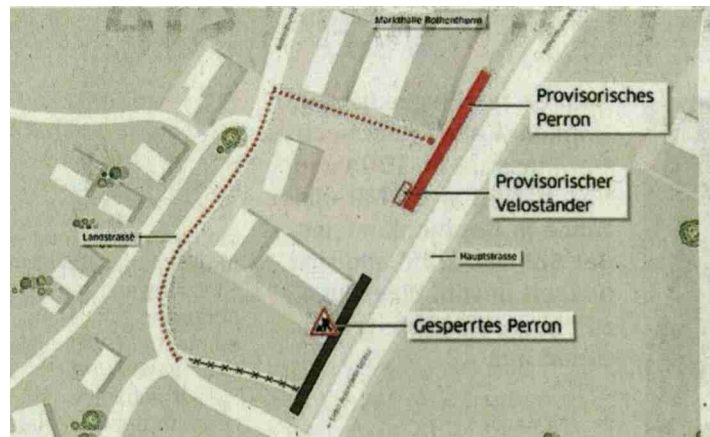 Markthalle Rothenthurm
Provisorisches
Perron
Provisorischer
Veloständer
Landstrasse
Hauptstrasse
Gesperrtes Perron